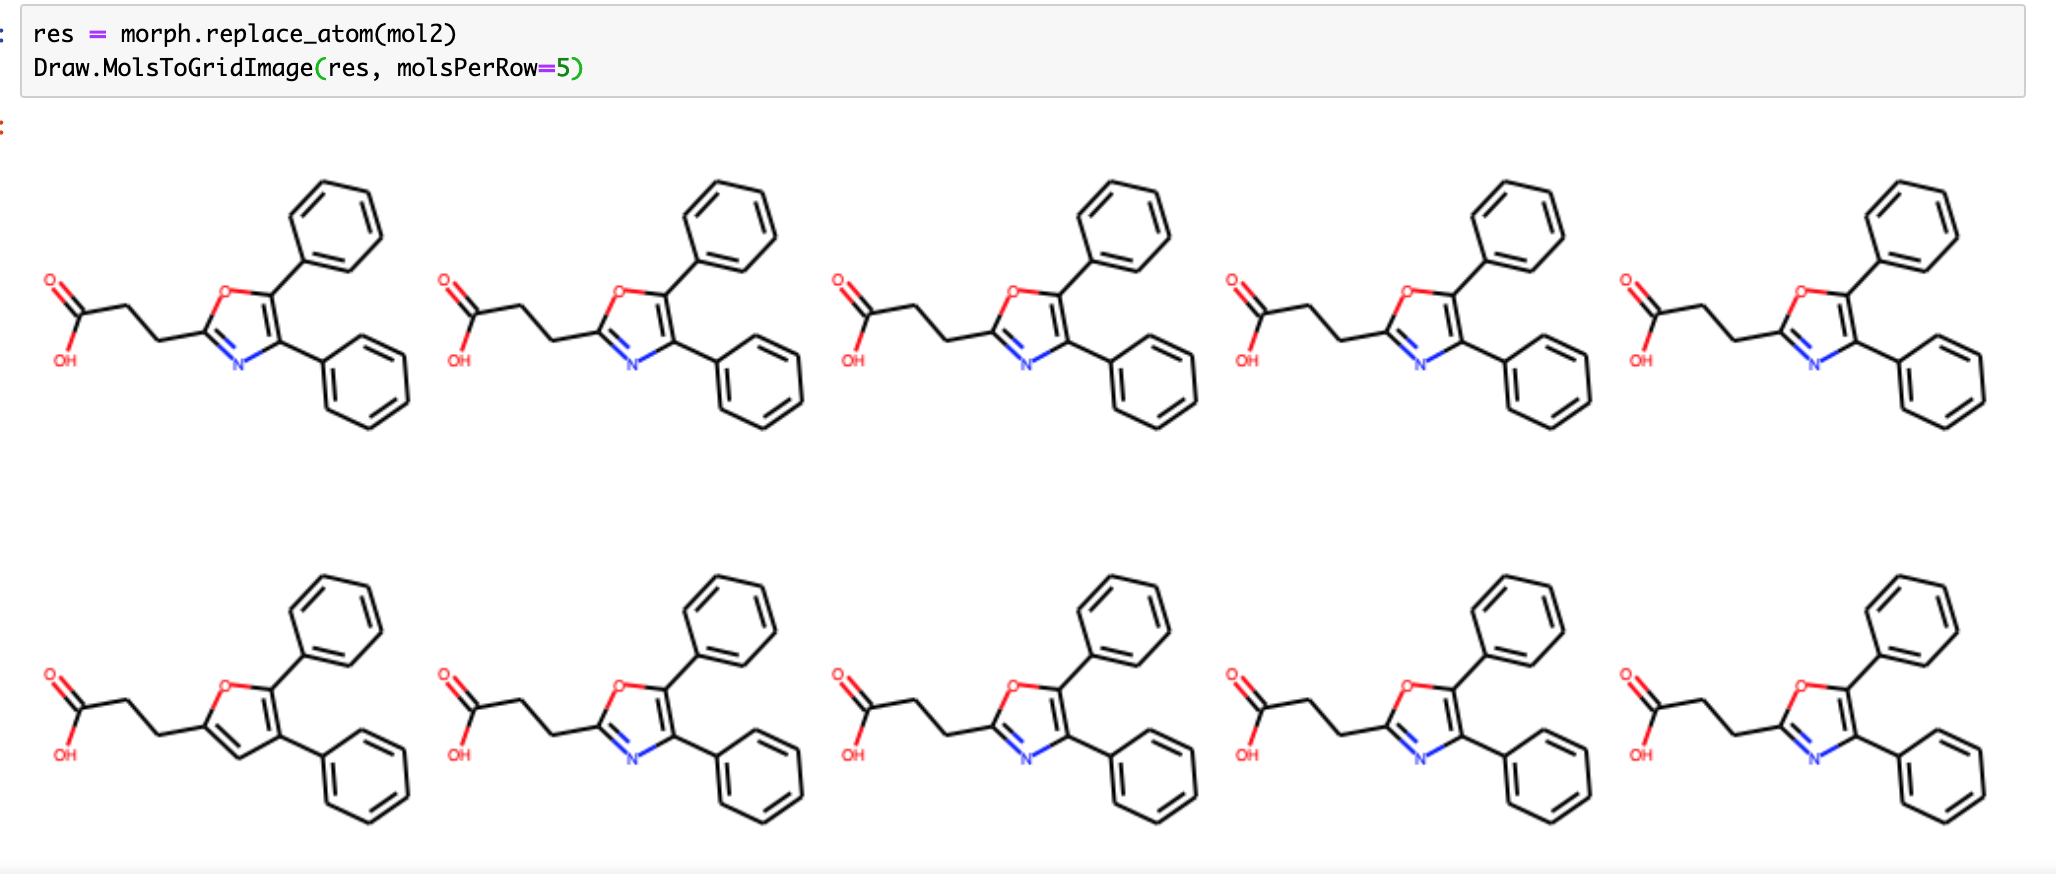 res = morph.replace_atom(mol2)
Draw.MolsToGridImage(res, molsPerRow=5)
O O O O O
O O O O O
OH N OH N OH N OH N OH N
O O O O O
O O O O O
OH OH N OH N OH N OH N